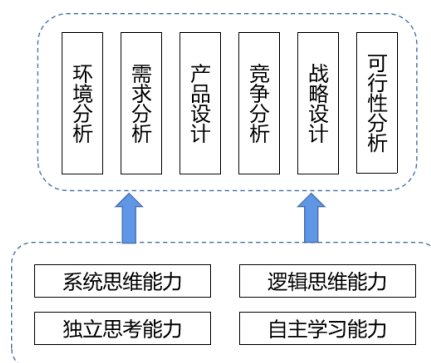 环境分析
需求分析
产品设计
竞争分析
战略设计
可行性分析
系统思维能力
逻辑思维能力
独立思考能力
自主学习能力